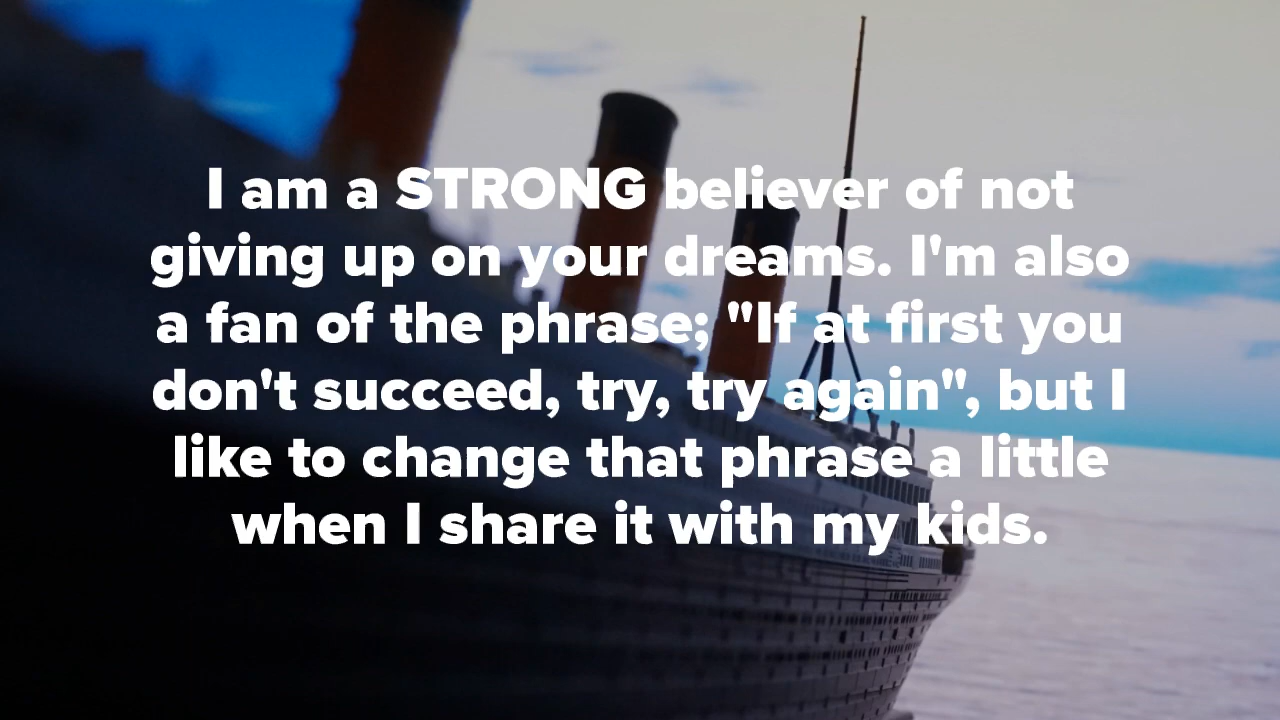 I am a STRONG believer of not
giving up on your dreams. I'm also
a fan of the phrase; "If at first you
don't succeed, try, try again", but I
like to change that phrase a little
when I share it with my kids.